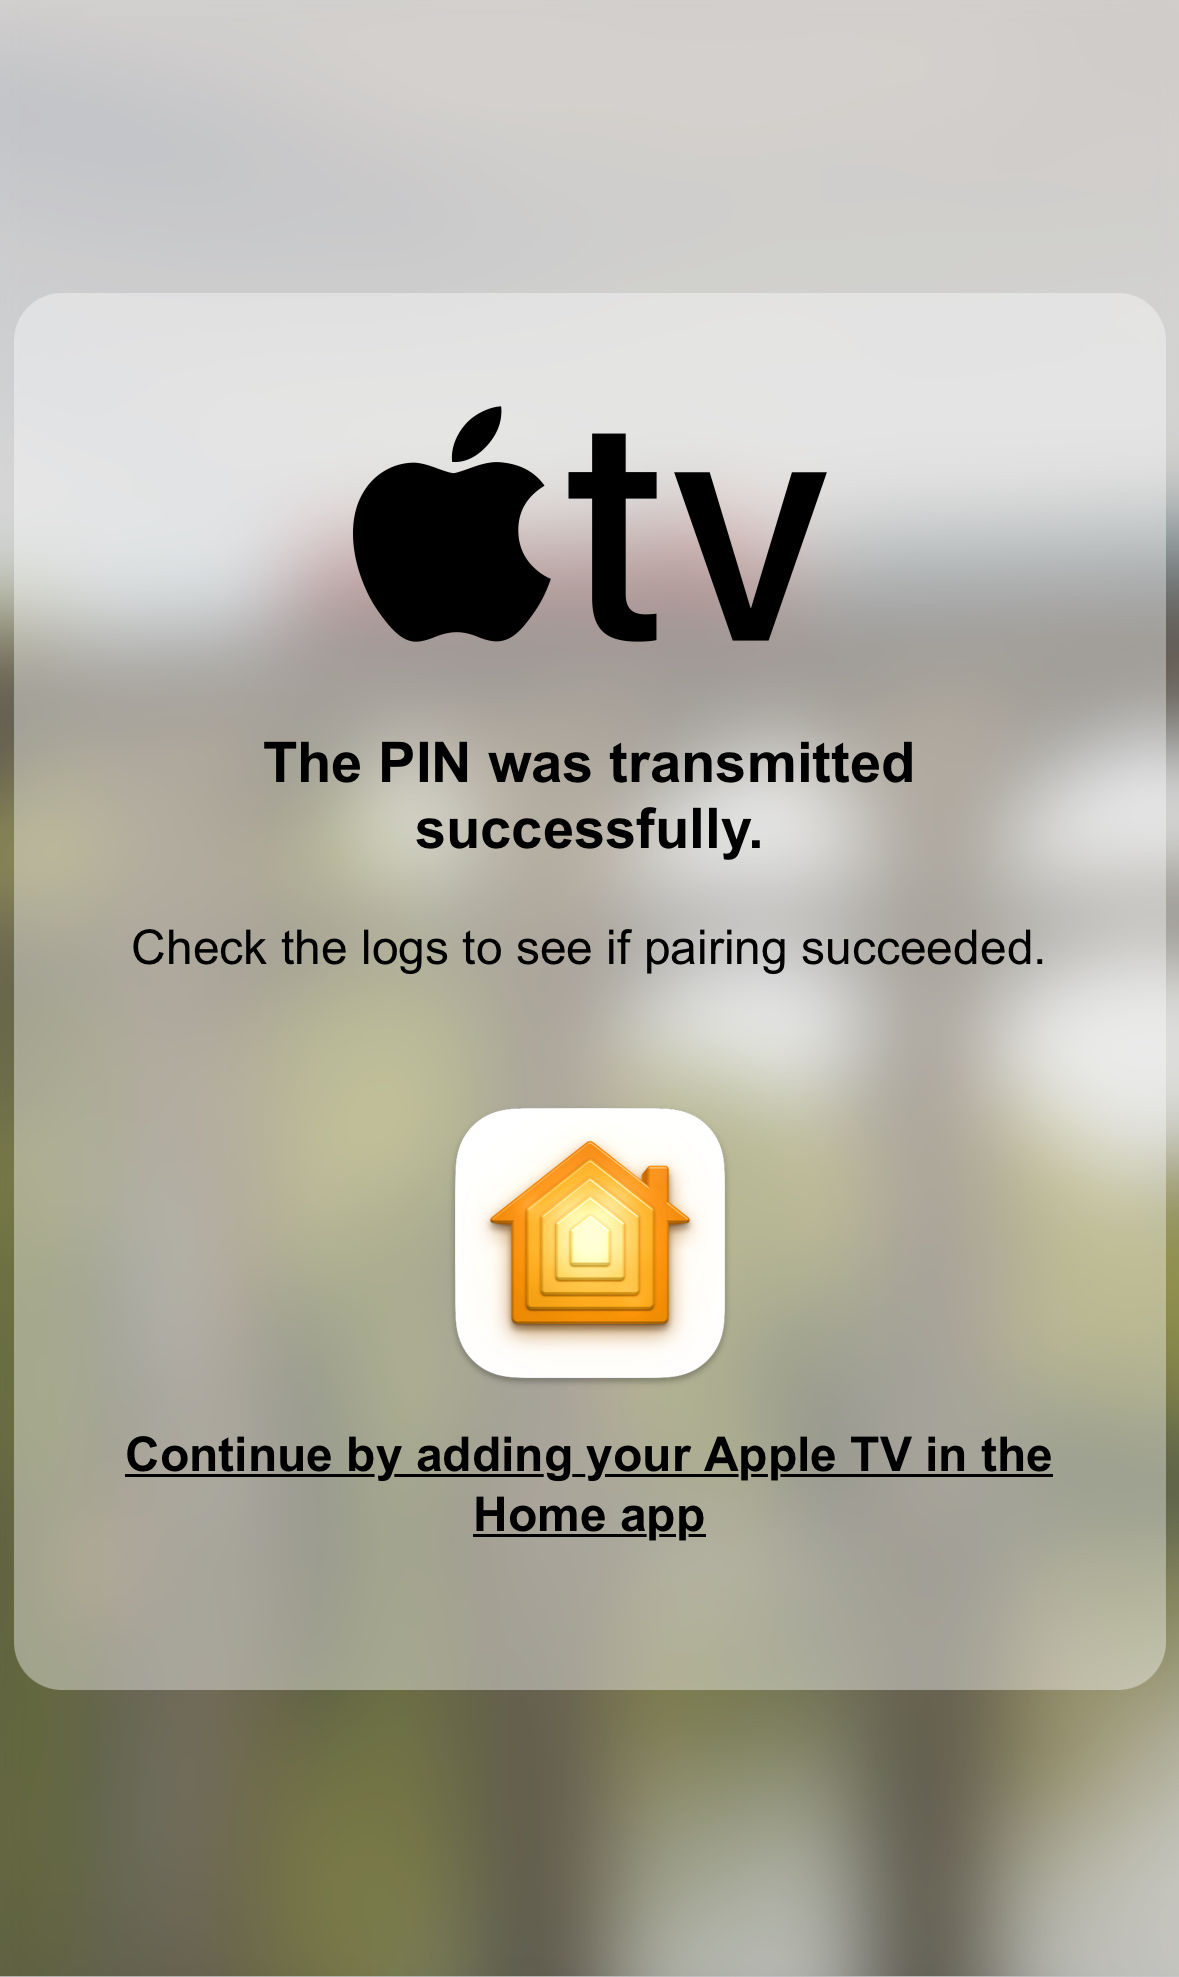 tv
The PIN was transmitted
successfully.
Check the logs to see if pairing succeeded.
Continue by adding your Apple TV in the
Home app